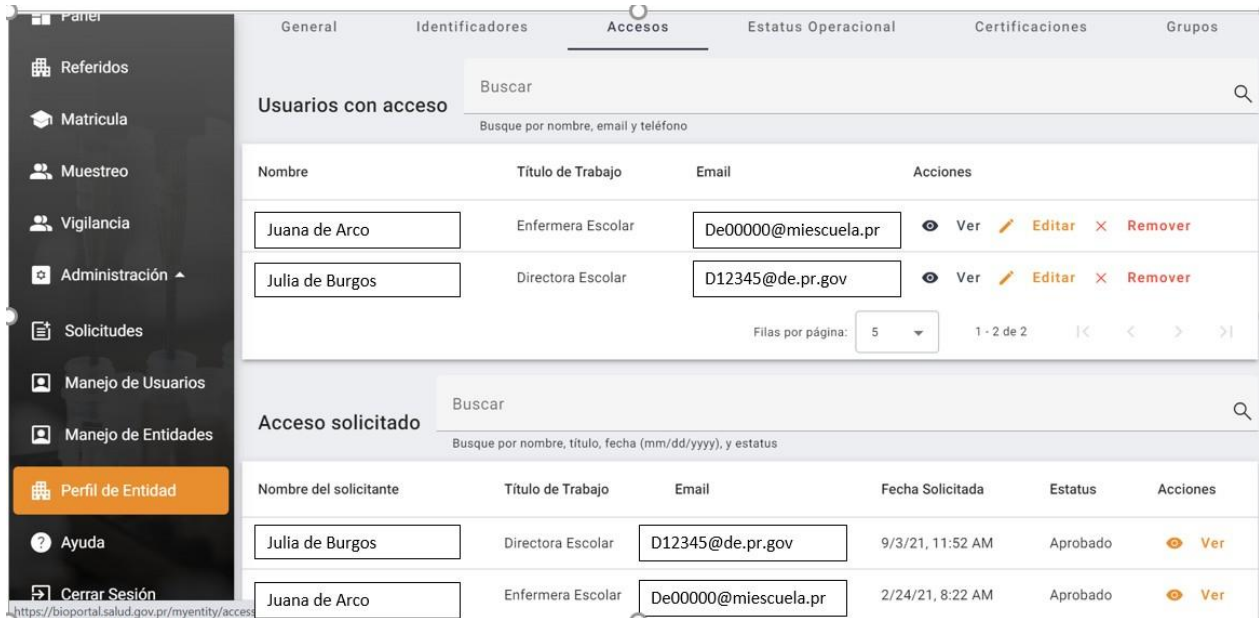 Panel
General Identificadores Accesos Estatus Operacional Certificaciones Grupos
Referidos
Matricula
Muestreo
Vigilancia
Administración
Solicitudes
Manejo de Usuarios
Manejo de Entidades
Perfil de Entidad
Ayuda
Cerrar Sesión
https://bioportal.salud.gov.pr/myentity/access
Usuarios con acceso
Buscar
Busque por nombre, email y teléfono
Nombre Título de Trabajo Email Acciones
Juana de Arco Enfermera Escolar De00000@miescuela.pr Ver Editar Remover
Julia de Burgos Directora Escolar D12345@de.pr.gov Ver Editar Remover
Filas por página: 5 1 - 2 de 2
Acceso solicitado
Buscar
Busque por nombre, título, fecha (mm/dd/yyyy), y estatus
Nombre del solicitante Título de Trabajo Email Fecha Solicitada Estatus Acciones
Julia de Burgos Directora Escolar D12345@de.pr.gov 9/3/21, 11:52 AM Aprobado Ver
Juana de Arco Enfermera Escolar De00000@miescuela.pr 2/24/21, 8:22 AM Aprobado Ver